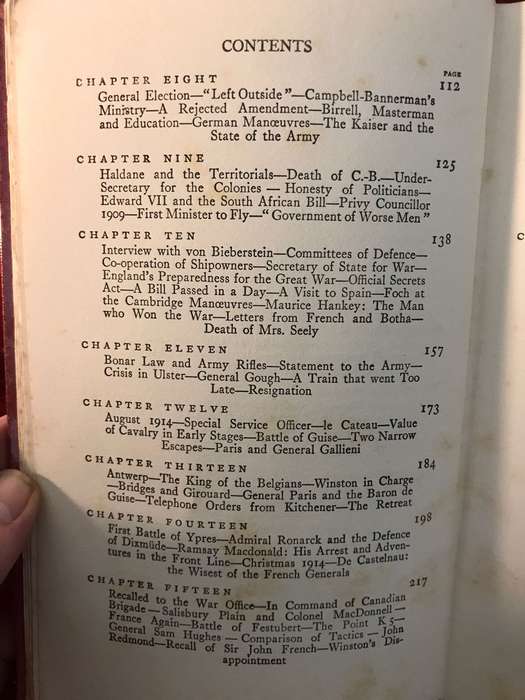 CONTENTS
PAGE
CHAPTER EIGHT 112
General Election—"Left Outside"—Campbell-Bannerman's
Ministry—A Rejected Amendment—Birrell, Masterman
and Education—German Manœuvres—The Kaiser and the
State of the Army
CHAPTER NINE 125
Haldane and the Territorials—Death of C.-B.—Under-
Secretary for the Colonies—Honesty of Politicians—
Edward VII and the South African Bill—Privy Councillor
1909—First Minister to Fly—"Government of Worse Men"
CHAPTER TEN 138
Interview with von Bieberstein—Committees of Defence—
Co-operation of Shipowners—Secretary of State for War—
England's Preparedness for the Great War—Official Secrets
Act—A Bill Passed in a Day—A Visit to Spain—Foch at
the Cambridge Manœuvres—Maurice Hankey: The Man
who Won the War—Letters from French and Botha—
Death of Mrs. Seely
CHAPTER ELEVEN 157
Bonar Law and Army Rifles—Statement to the Army—
Crisis in Ulster—General Gough—A Train that went Too
Late—Resignation
CHAPTER TWELVE 173
August 1914—Special Service Officer—le Cateau—Value
of Cavalry in Early Stages—Battle of Guise—Two Narrow
Escapes—Paris and General Gallieni
CHAPTER THIRTEEN 184
Antwerp—The King of the Belgians—Winston in Charge
—Bridges and Girouard—General Paris and the Baron de
Guise—Telephone Orders from Kitchener—The Retreat
CHAPTER FOURTEEN 198
First Battle of Ypres—Admiral Ronarck and the Defence
of Dixmüde—Ramsay Macdonald: His Arrest and Adven-
tures in the Front Line—Christmas 1914—De Castelnau:
the Wisest of the French Generals
CHAPTER FIFTEEN 217
Recalled to the War Office—In Command of Canadian
Brigade—Salisbury Plain and Colonel MacDonnell—
France Again—Battle of Festubert—The Point K 5—
General Sam Hughes—Comparison of Tactics—John
Redmond—Recall of Sir John French—Winston's Dis-
appointment
C